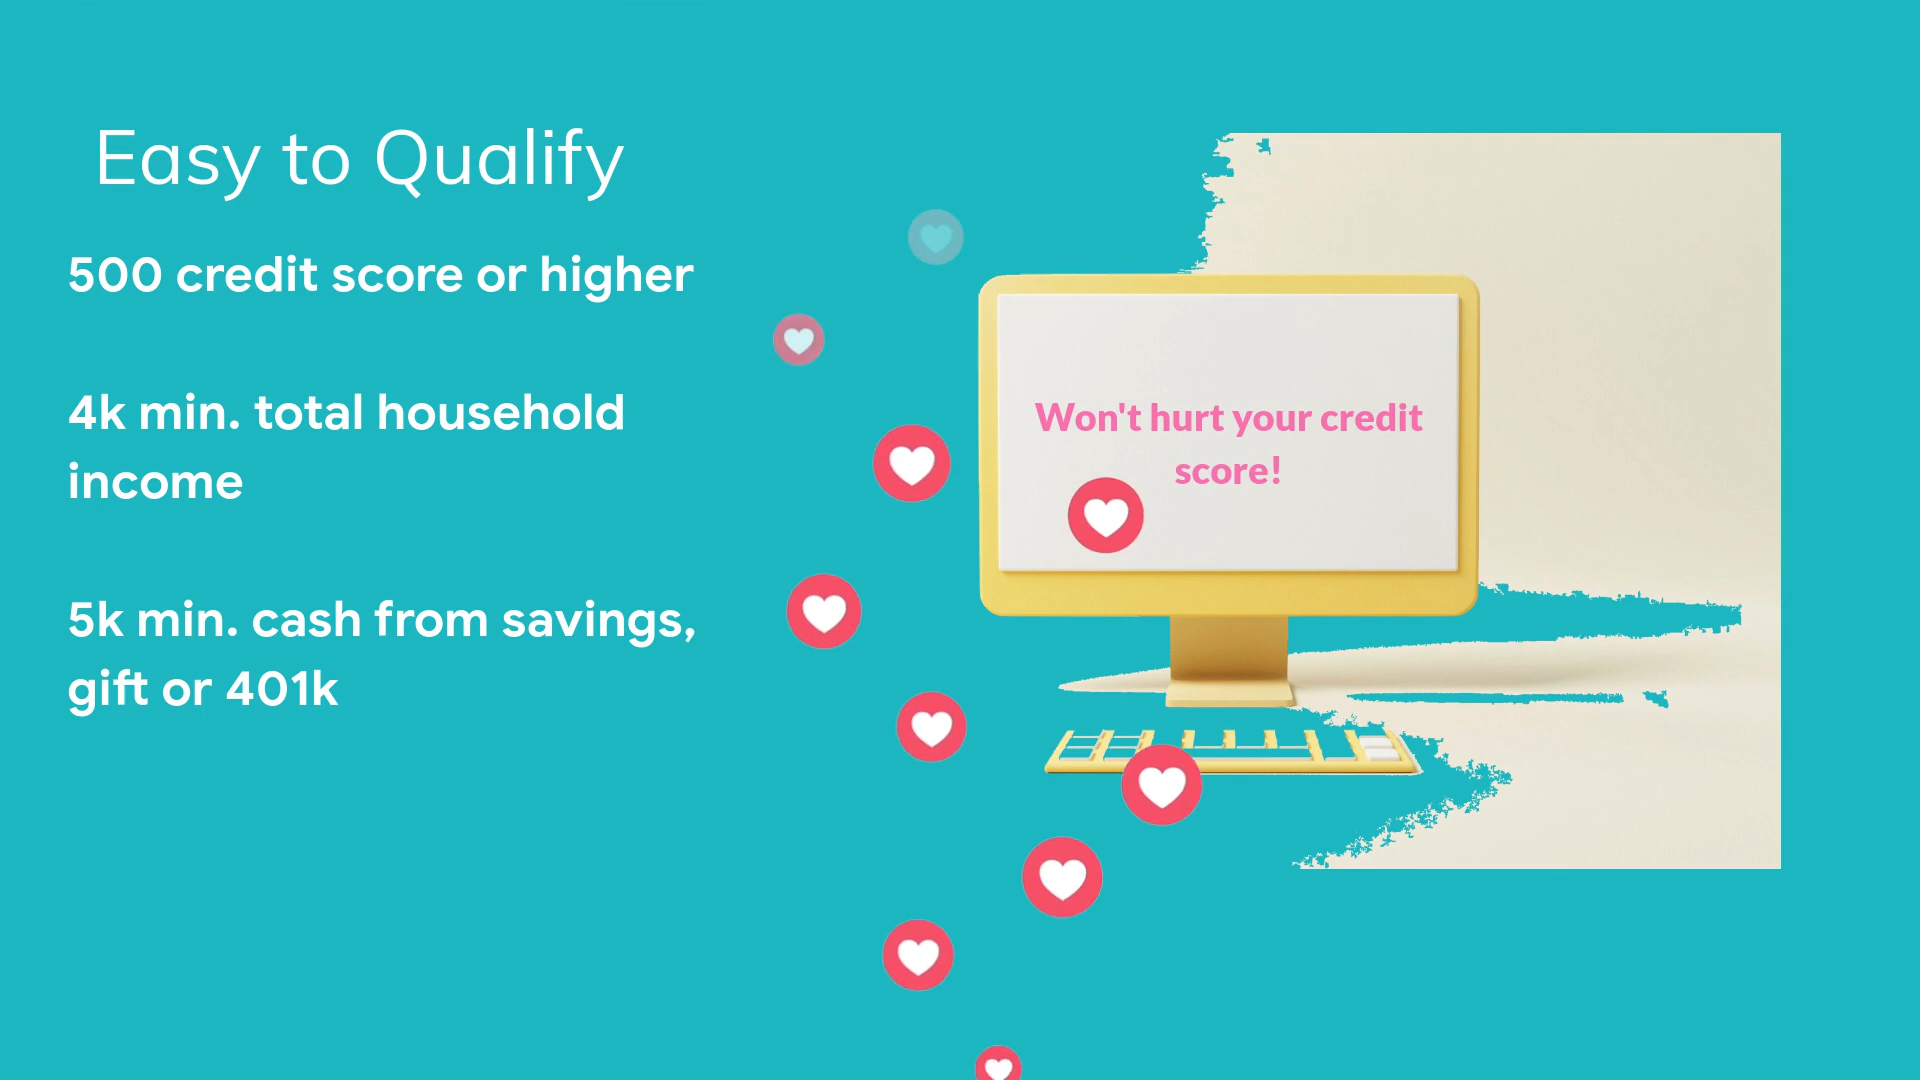 Easy to Qualify
500 credit score or higher
4k min. total household
income
5k min. cash from savings,
gift or 401k
Won't hurt your credit
score!